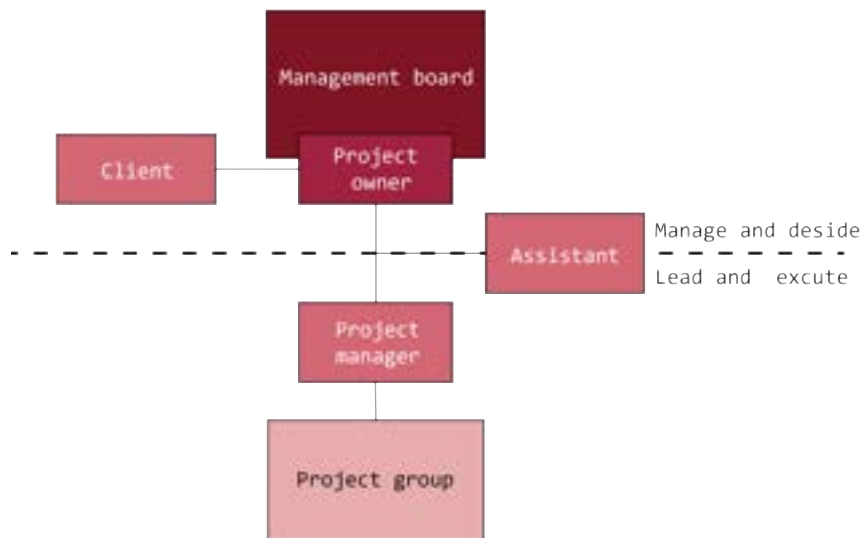 Management board
Project
owner
Client
Manage and deside
Assistant
Lead and excute
Project
manager
Project group